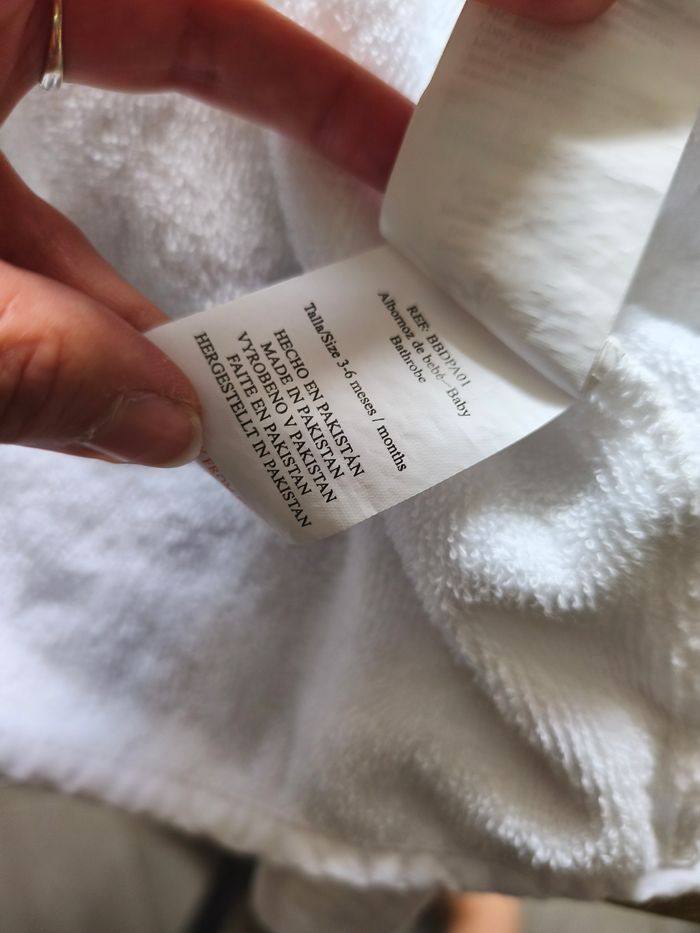 REF: BBDPA01
Albornoz de bebé—Baby
Bathrobe
Talla/Size 3-6 meses / months
HECHO EN PAKISTÁN
MADE IN PAKISTAN
VYROBENO V PAKISTAN
FAITE EN PAKISTAN
HERGESTELLT IN PAKISTAN